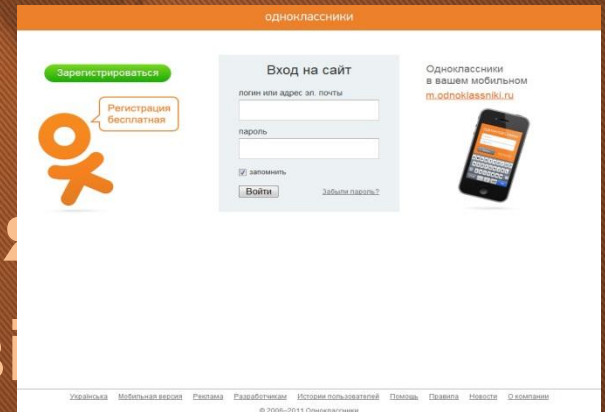 одноклассники
Зарегистрироваться
Регистрация
бесплатная
Вход на сайт
логин или адрес эл. почты
пароль
запомнить
Войти
Забыли пароль?
Одноклассники
в вашем мобильном
m.odnoklassniki.ru
Українська Мобильная версия Реклама Разработчикам Истории пользователей Помощь Правила Новости О компании
© 2006–2011 Одноклассники